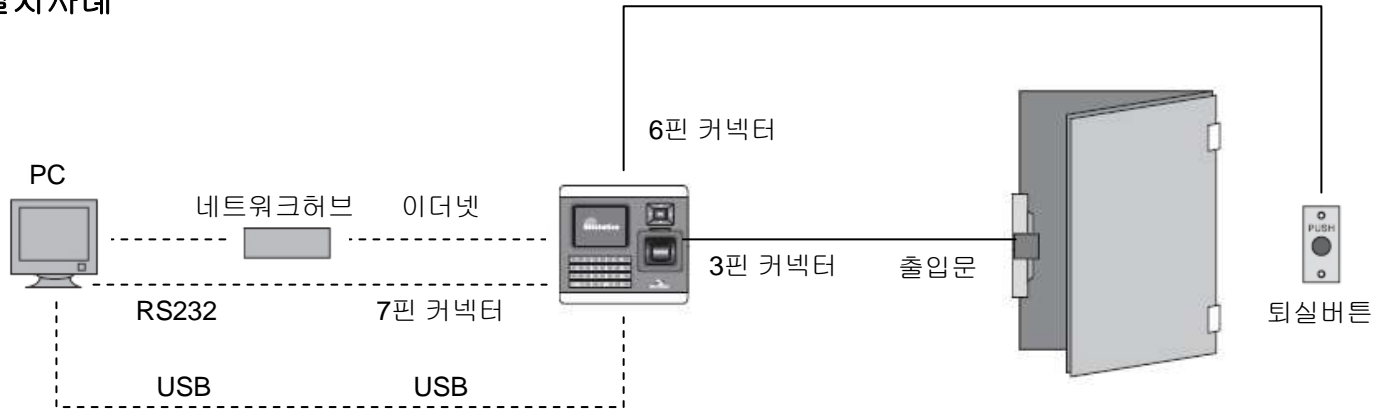 설치사례
6핀 커넥터
PC
네트워크허브 이더넷
PUSH
3핀 커넥터 출입문
RS232 7핀 커넥터 퇴실버튼
USB USB